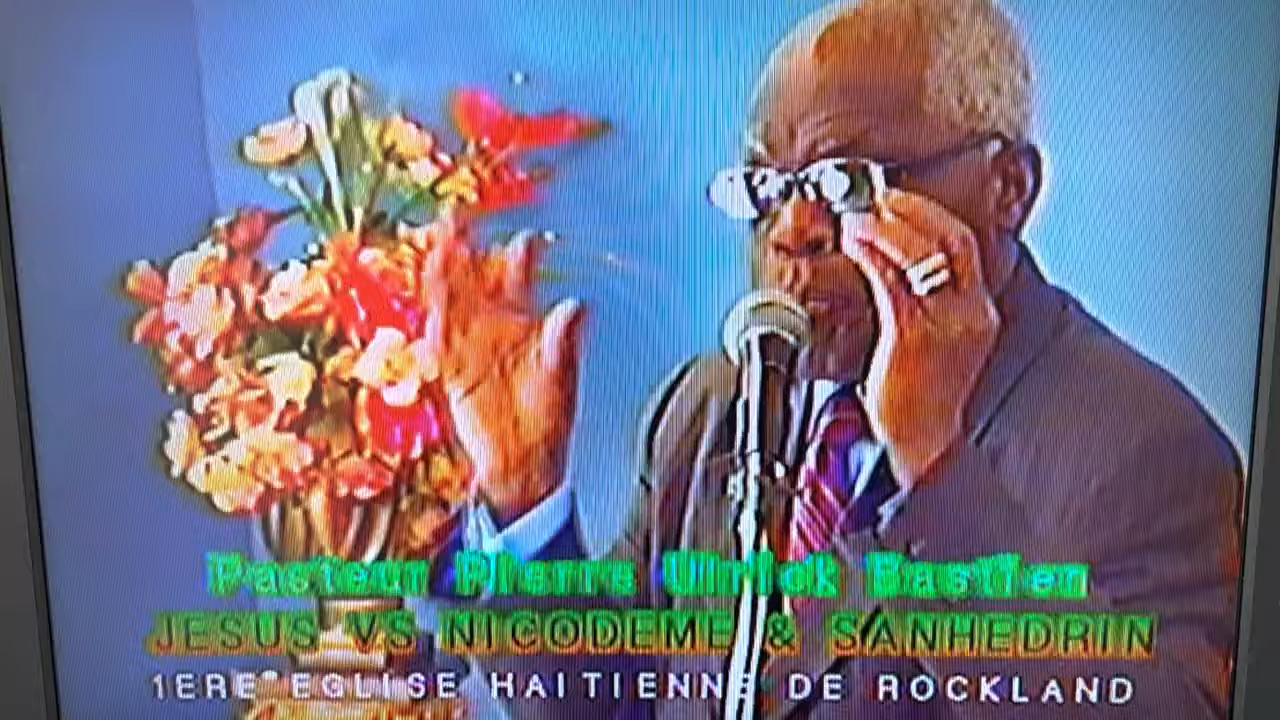 Pasteur Pierre Ulrick Bastien
JESUS VS NICODEME & SANHEDRIN
1ERE EGLISE HAITIENNE DE ROCKLAND